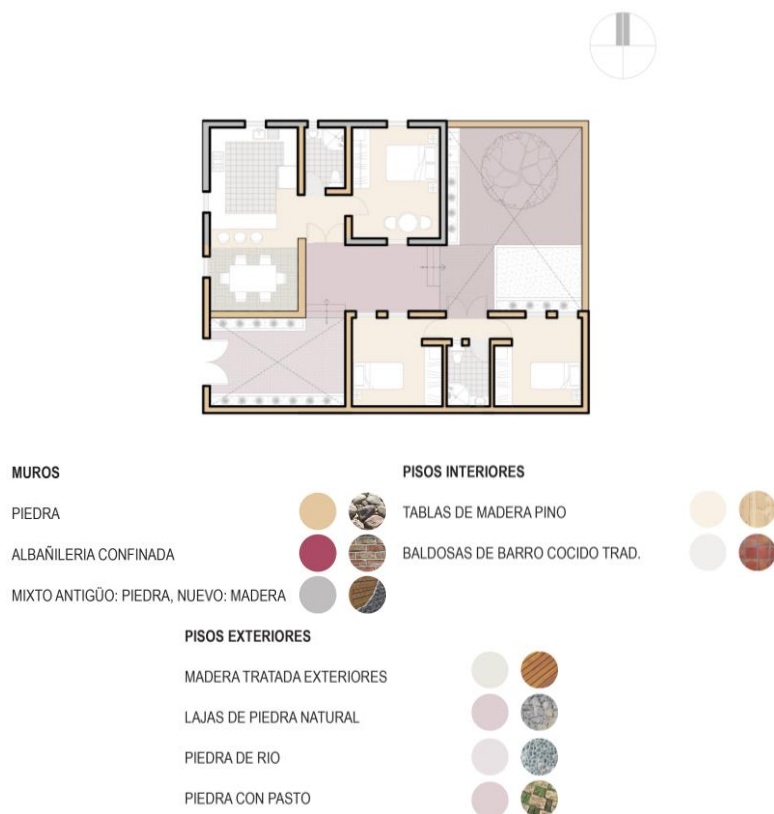 MUROS
PIEDRA
ALBAÑILERIA CONFINADA
MIXTO ANTIGÜO: PIEDRA, NUEVO: MADERA
PISOS INTERIORES
TABLAS DE MADERA PINO
BALDOSAS DE BARRO COCIDO TRAD.
PISOS EXTERIORES
MADERA TRATADA EXTERIORES
LAJAS DE PIEDRA NATURAL
PIEDRA DE RIO
PIEDRA CON PASTO